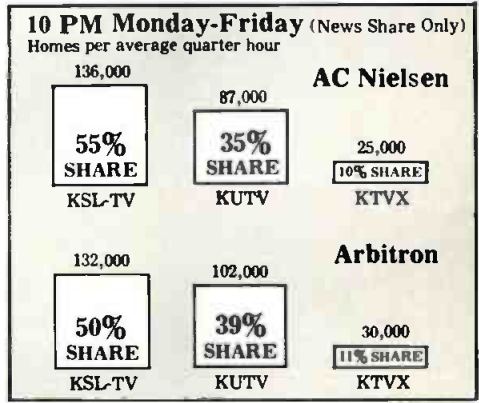 10 PM Monday-Friday (News Share Only)
Homes per average quarter hour
AC Nielsen
136,000
55%
SHARE
KSL-TV
87,000
35%
SHARE
KUTV
25,000
10% SHARE
KTVX
Arbitron
132,000
50%
SHARE
KSL-TV
102,000
39%
SHARE
KUTV
30,000
11% SHARE
KTVX